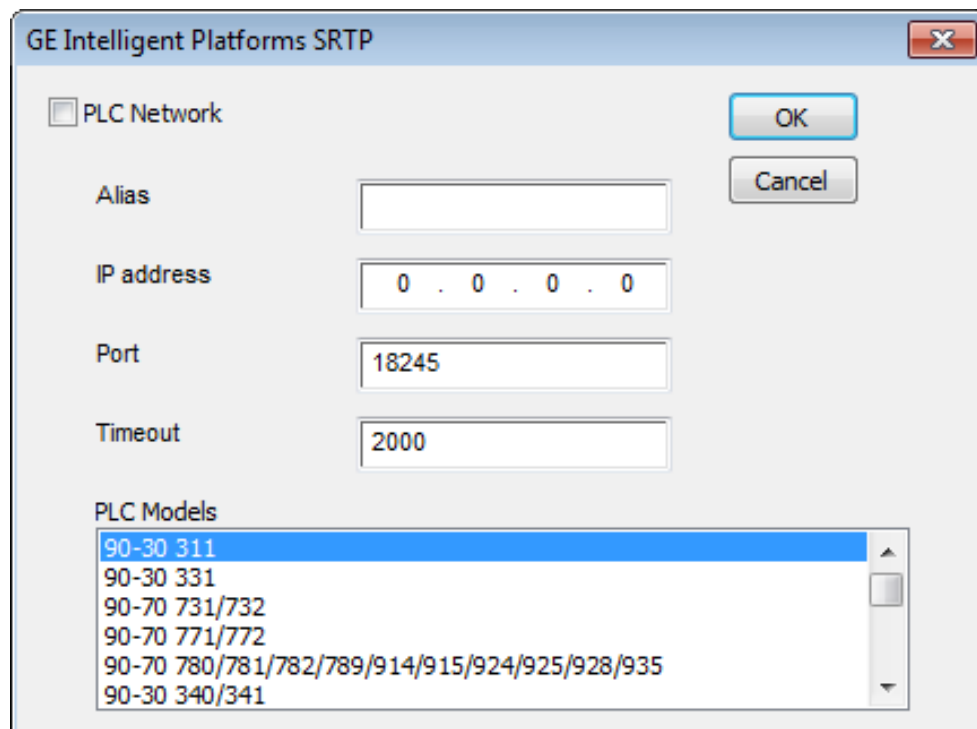 GE Intelligent Platforms SRTP
PLC Network
OK
Cancel
Alias
IP address
0 . 0 . 0 . 0
Port
18245
Timeout
2000
PLC Models
90-30 311
90-30 331
90-70 731/732
90-70 771/772
90-70 780/781/782/789/914/915/924/925/928/935
90-30 340/341